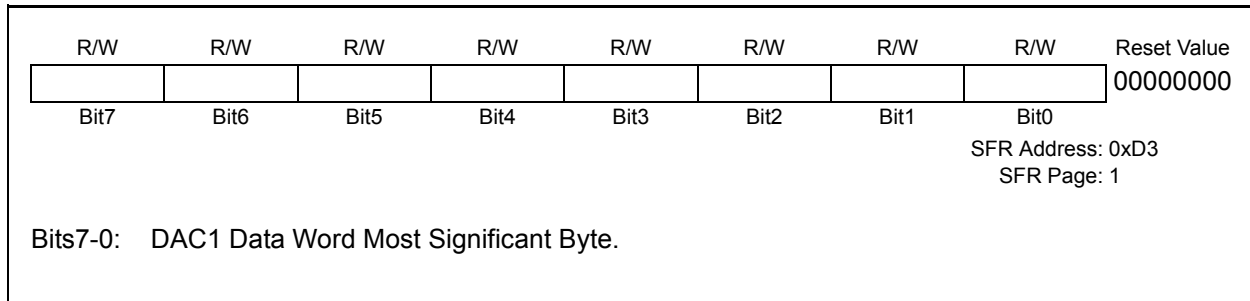 R/W R/W R/W R/W R/W R/W R/W R/W Reset Value
00000000
Bit7 Bit6 Bit5 Bit4 Bit3 Bit2 Bit1 Bit0
SFR Address: 0xD3
SFR Page: 1
Bits7-0: DAC1 Data Word Most Significant Byte.